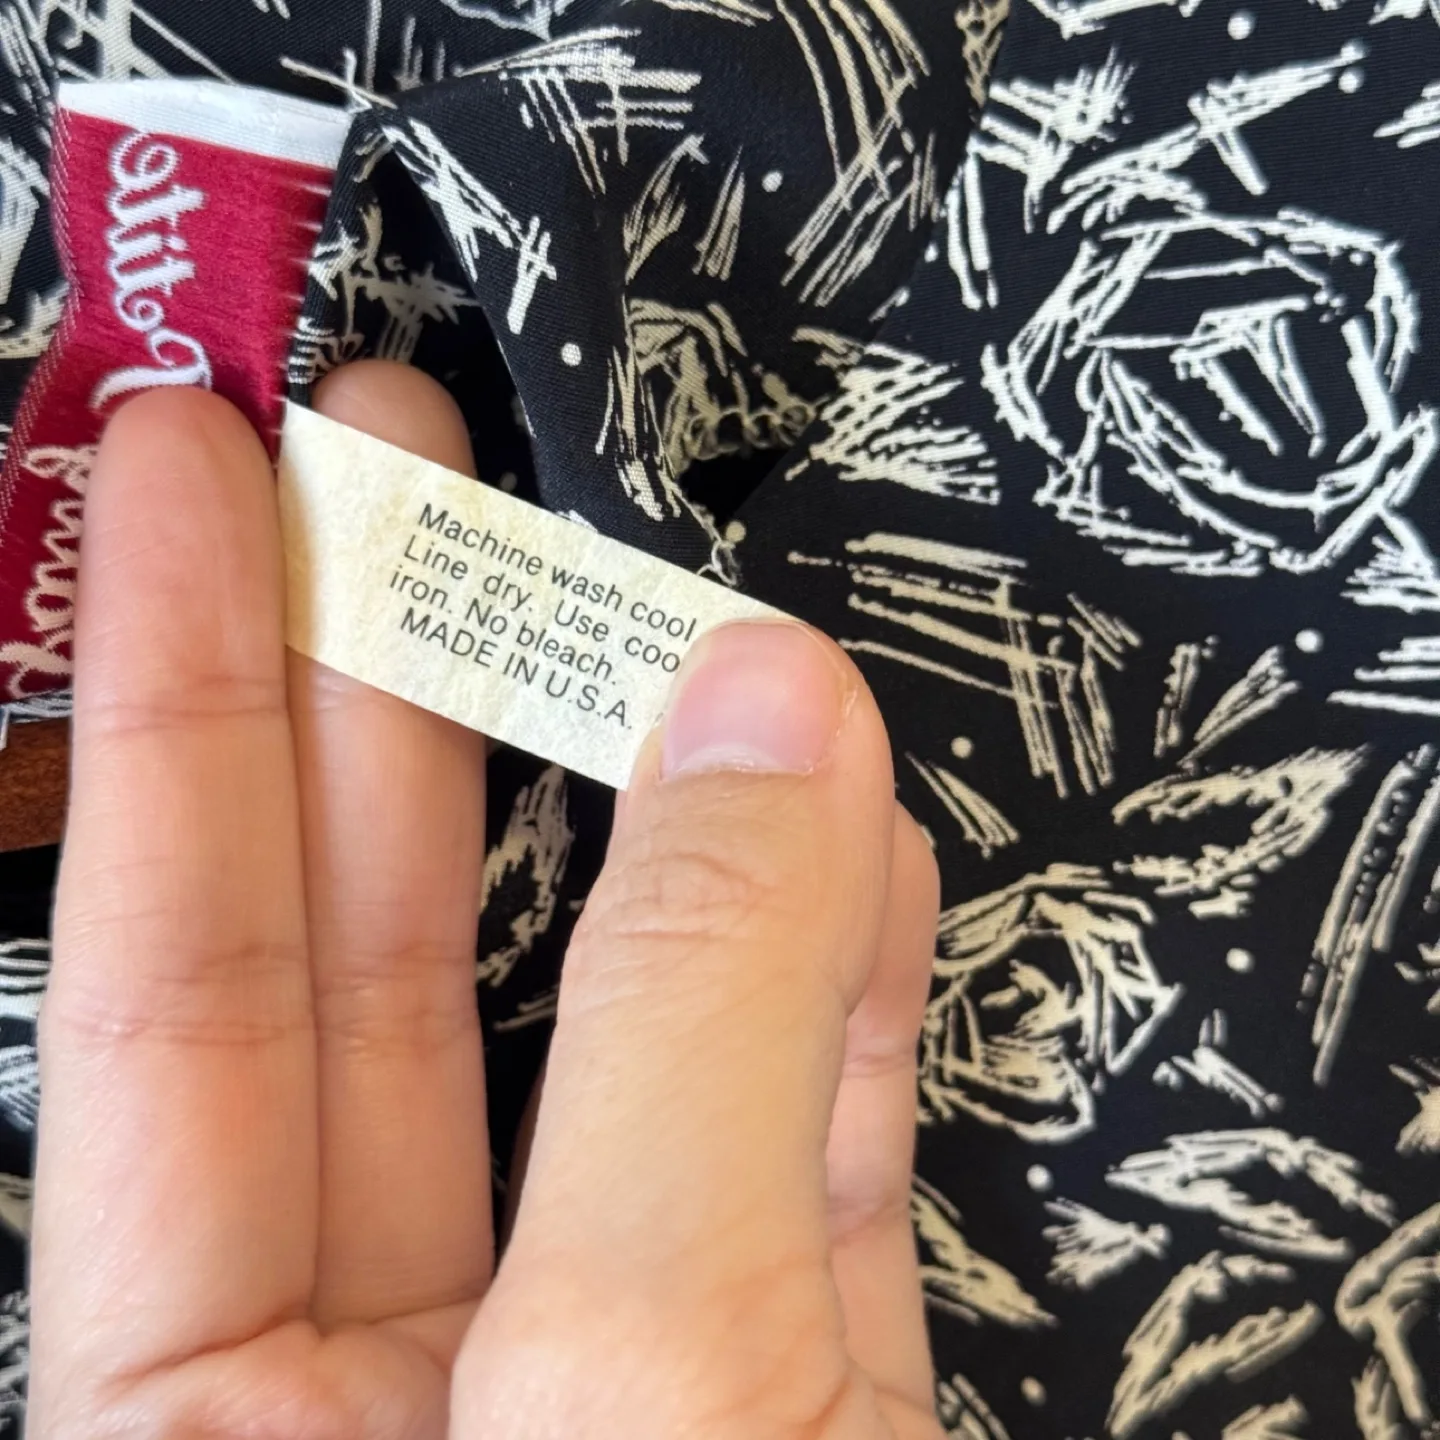 Machine wash cool
Line dry. Use coo
iron. No bleach.
MADE IN U.S.A.